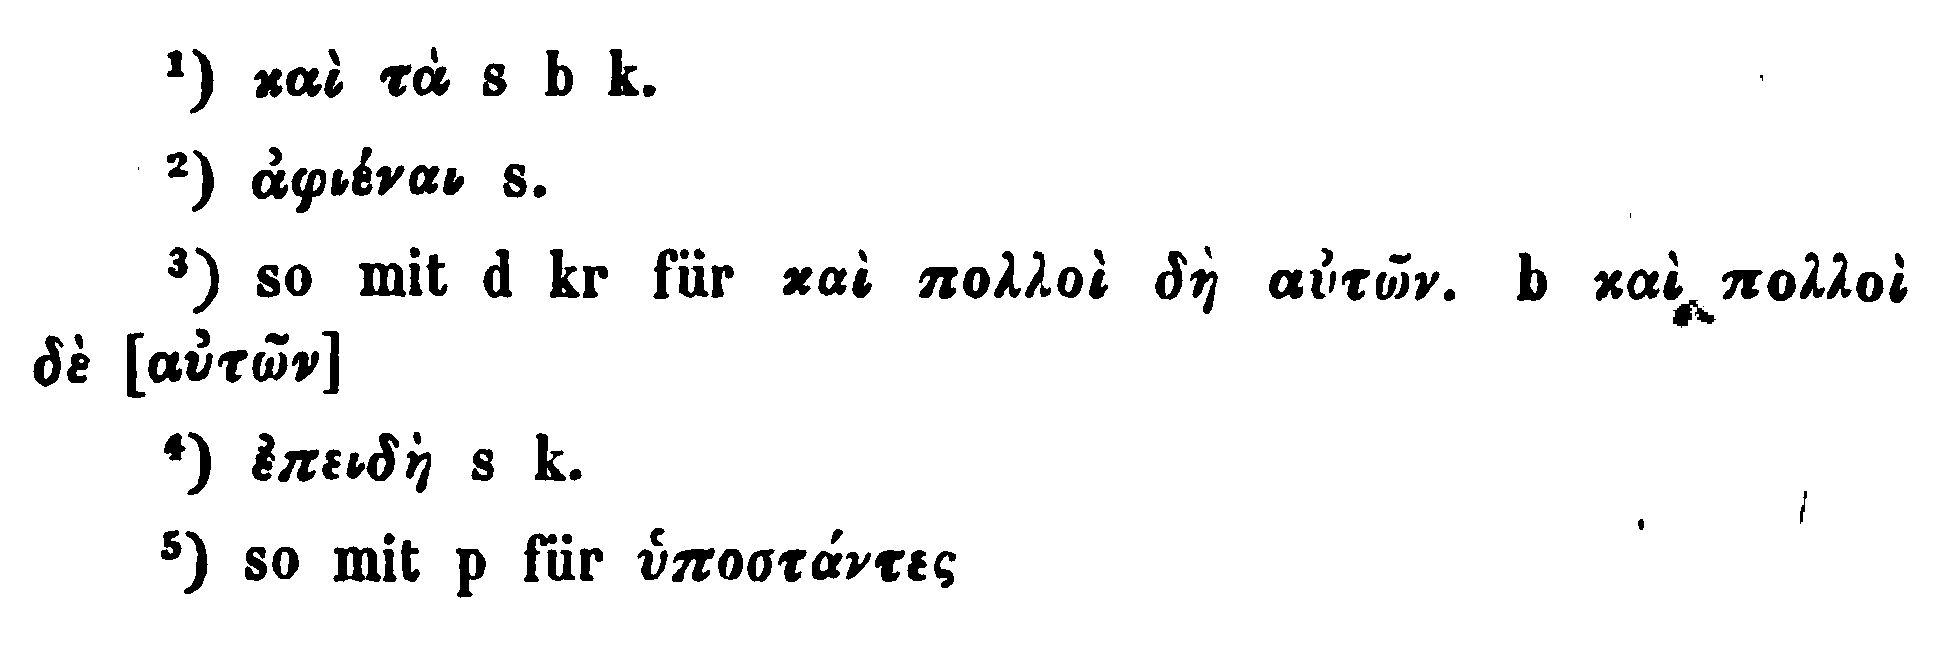 ¹) καὶ τὰ s b k.
²) ἀφιέναι s.
³) so mit d kr für καὶ πολλοὶ δὴ αὐτῶν. b καὶ πολλοὶ
δὲ [αὐτῶν]
⁴) ἐπειδὴ s k.
⁵) so mit p für ὑποστάντες